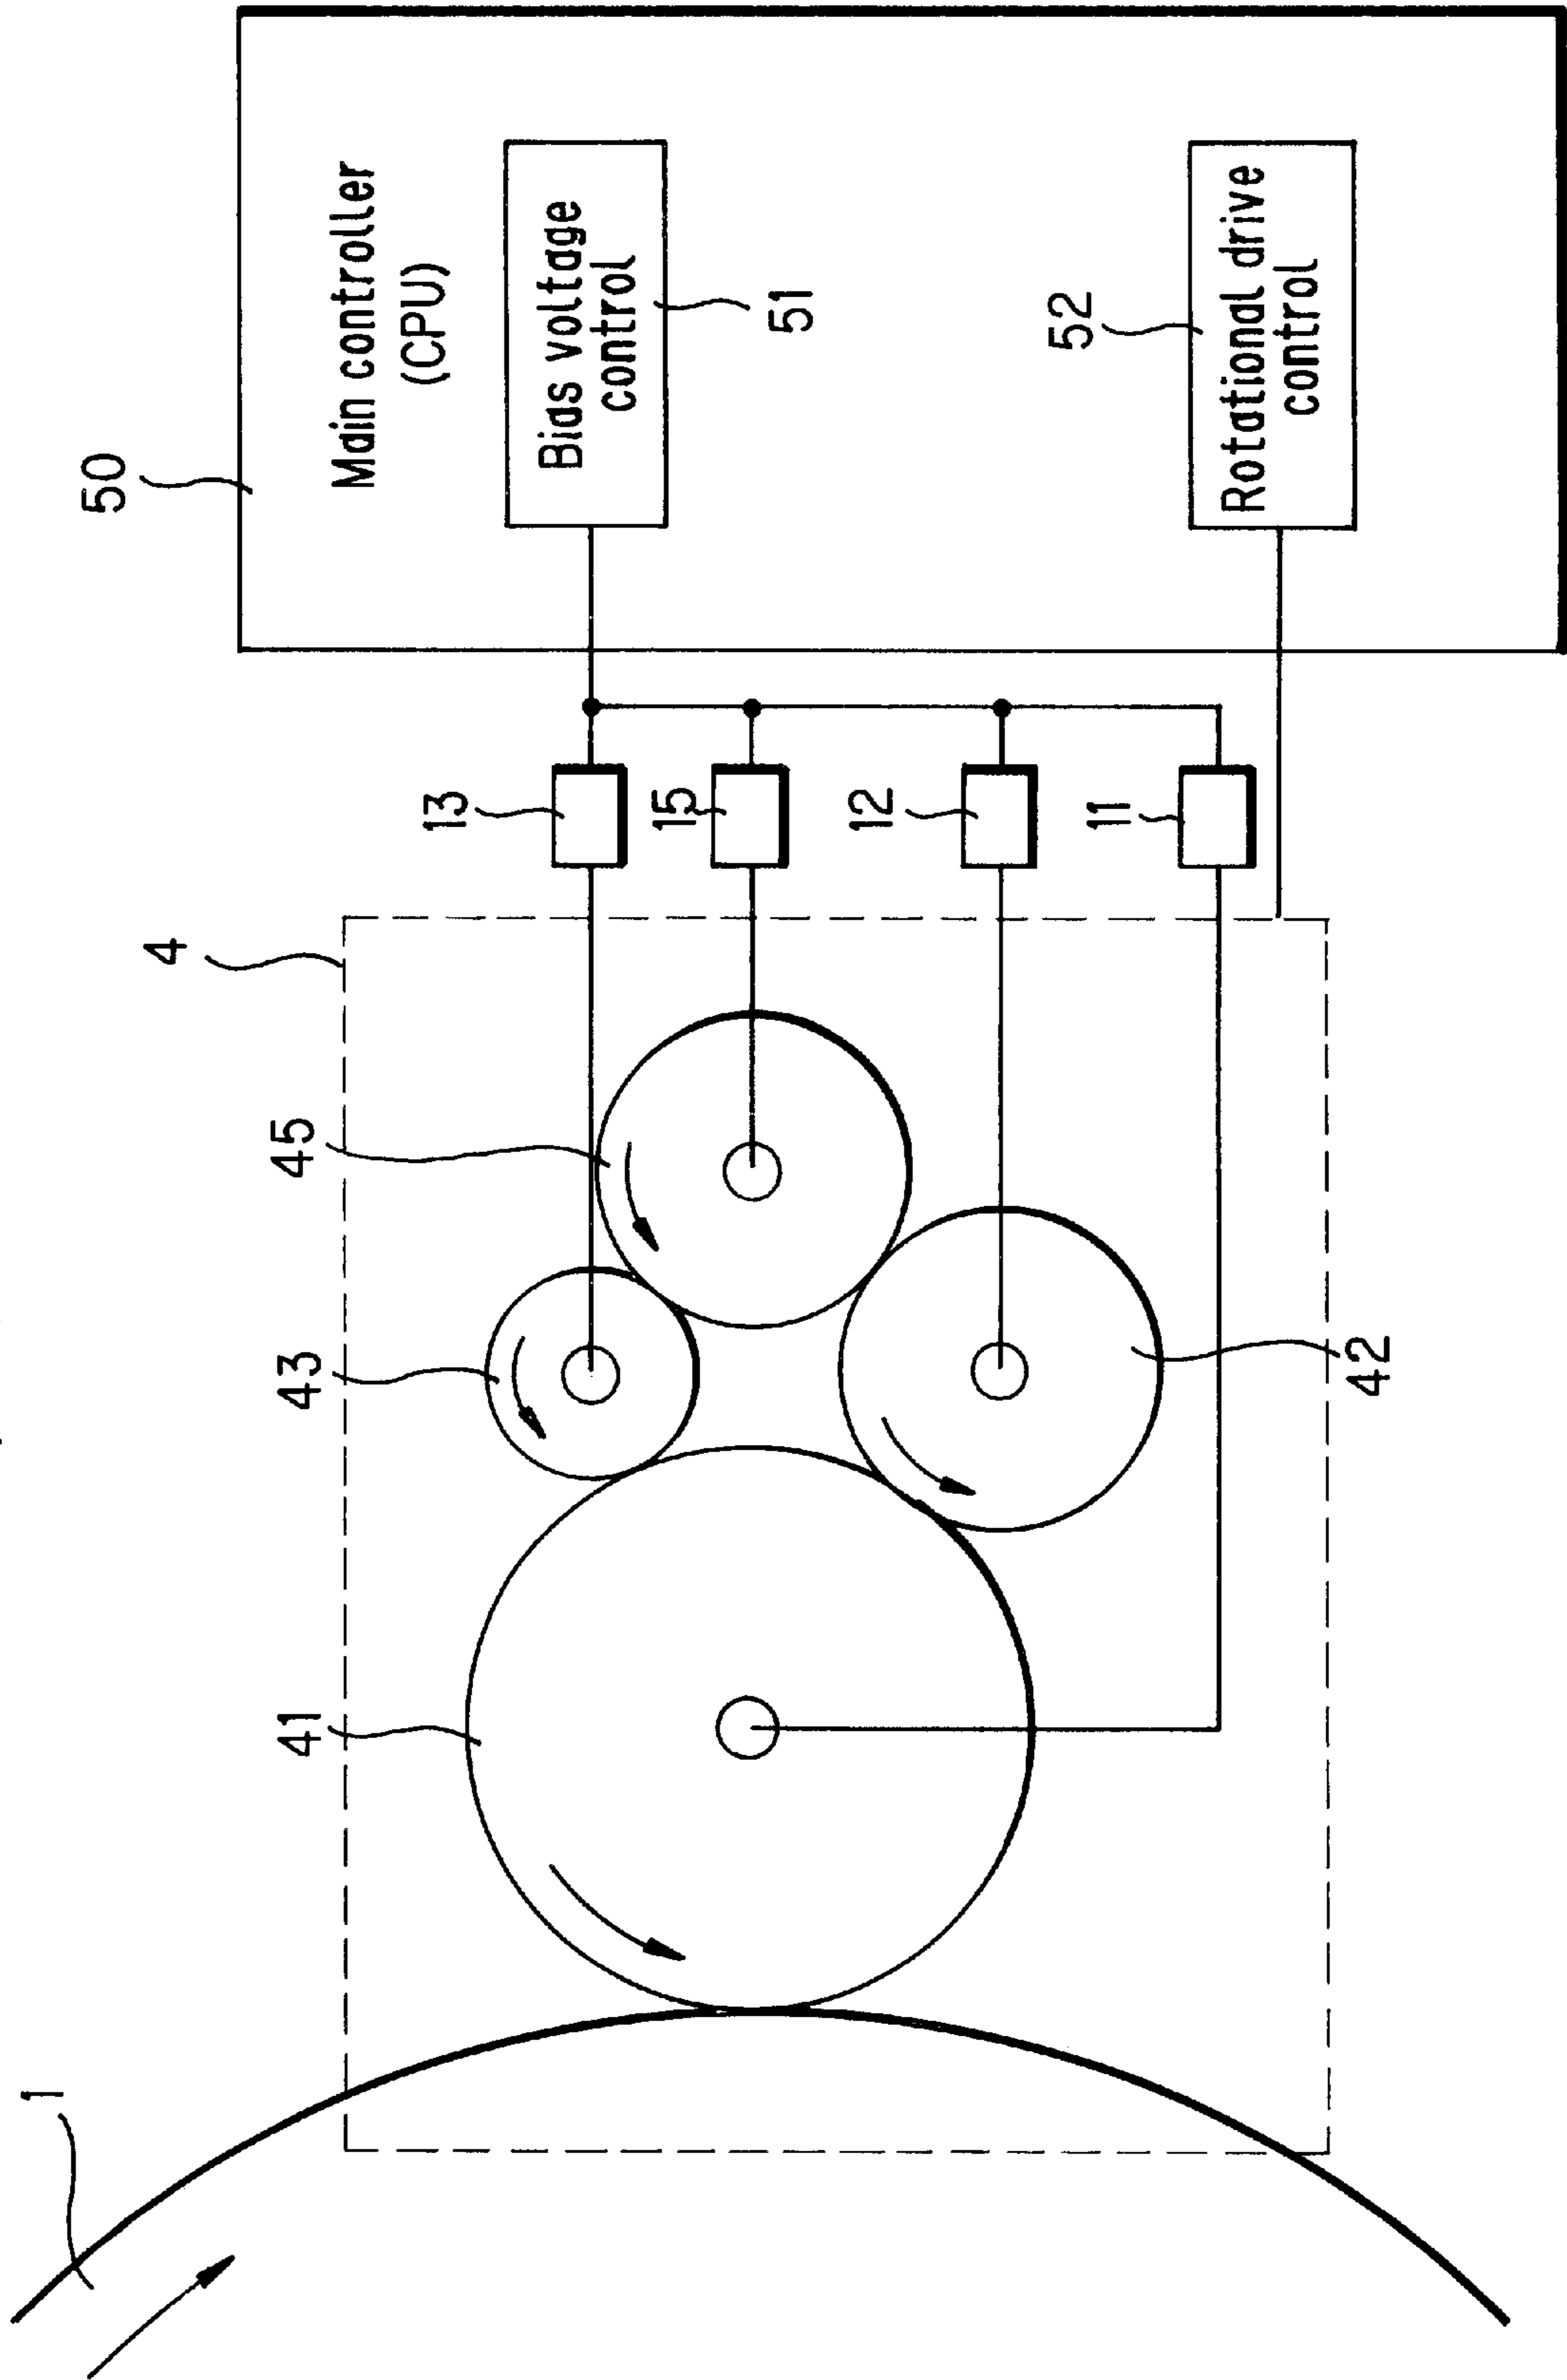 50
Main controller
(CPU)
Bias voltage
control
51
52
Rotational drive
control
13
15
12
11
4
45
43
42
41
1